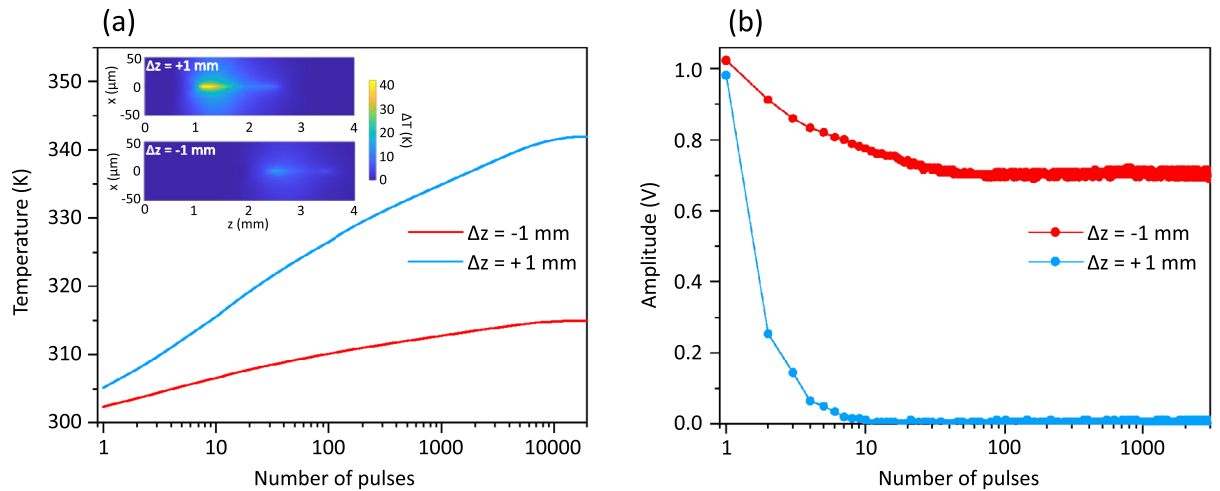 (a)
350
340
330
320
310
300
Temperature (K)
1
10
100
1000
10000
Number of pulses
Δz = +1 mm
50
0
-50
x (µm)
0
1
2
3
4
Δz = -1 mm
50
0
-50
x (µm)
0
1
2
3
4
z (mm)
40
30
20
10
0
ΔT (K)
Δz = -1 mm
Δz = + 1 mm
(b)
1.0
0.8
0.6
0.4
0.2
0.0
Amplitude (V)
1
10
100
1000
Number of pulses
Δz = -1 mm
Δz = + 1 mm